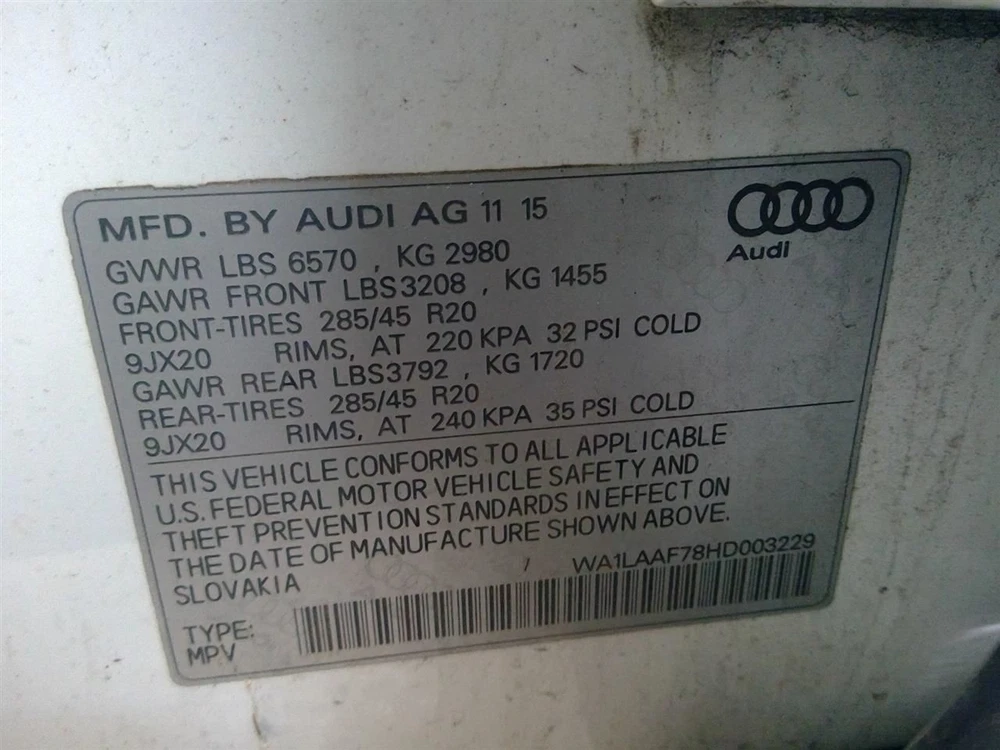 MFD. BY AUDI AG 11 15
Audi
GVWR LBS 6570 , KG 2980
GAWR FRONT LBS3208 , KG 1455
FRONT-TIRES 285/45 R20
9JX20 RIMS, AT 220 KPA 32 PSI COLD
GAWR REAR LBS3792 , KG 1720
REAR-TIRES 285/45 R20
9JX20 RIMS, AT 240 KPA 35 PSI COLD
THIS VEHICLE CONFORMS TO ALL APPLICABLE
U.S. FEDERAL MOTOR VEHICLE SAFETY AND
THEFT PREVENTION STANDARDS IN EFFECT ON
THE DATE OF MANUFACTURE SHOWN ABOVE.
SLOVAKIA / WA1LAAF78HD003229
TYPE:
MPV